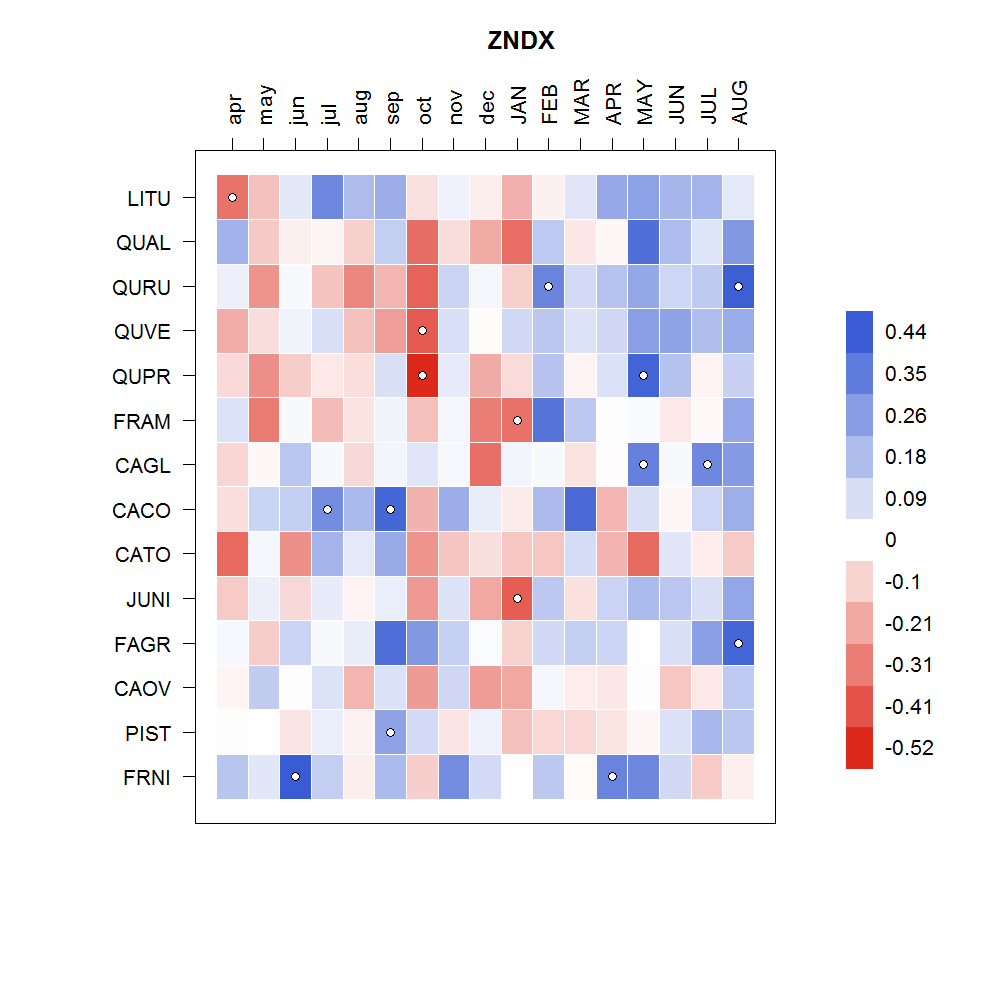 ZNDX
apr may jun jul aug sep oct nov dec JAN FEB MAR APR MAY JUN JUL AUG
LITU
QUAL
QURU
QUVE
QUPR
FRAM
CAGL
CACO
CATO
JUNI
FAGR
CAOV
PIST
FRNI
0.44
0.35
0.26
0.18
0.09
0
-0.1
-0.21
-0.31
-0.41
-0.52